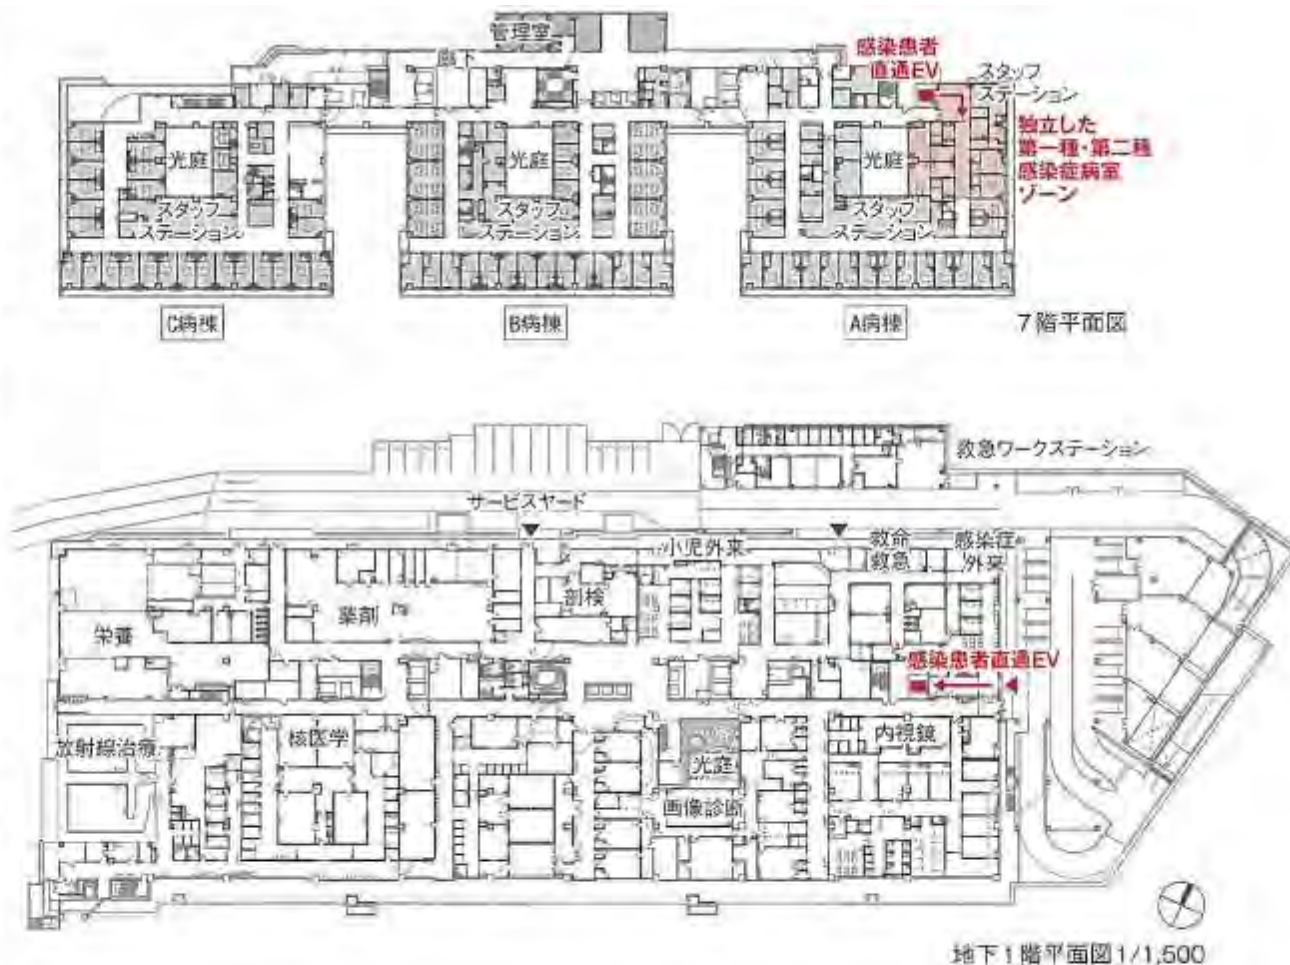 管理室
廊下
感染患者
直通EV
スタッフ
ステーション
独立した
第一種・第二種
感染症病室
ゾーン
光庭
光庭
光庭
スタッフ
ステーション
スタッフ
ステーション
スタッフ
ステーション
C病棟
B病棟
A病棟
7階平面図
救急ワークステーション
サービスヤード
小児外来
救命
救急
感染症
外来
剖検
薬剤
栄養
感染患者直通EV
放射線治療
核医学
内視鏡
光庭
画像診断
地下1階平面図1/1,500